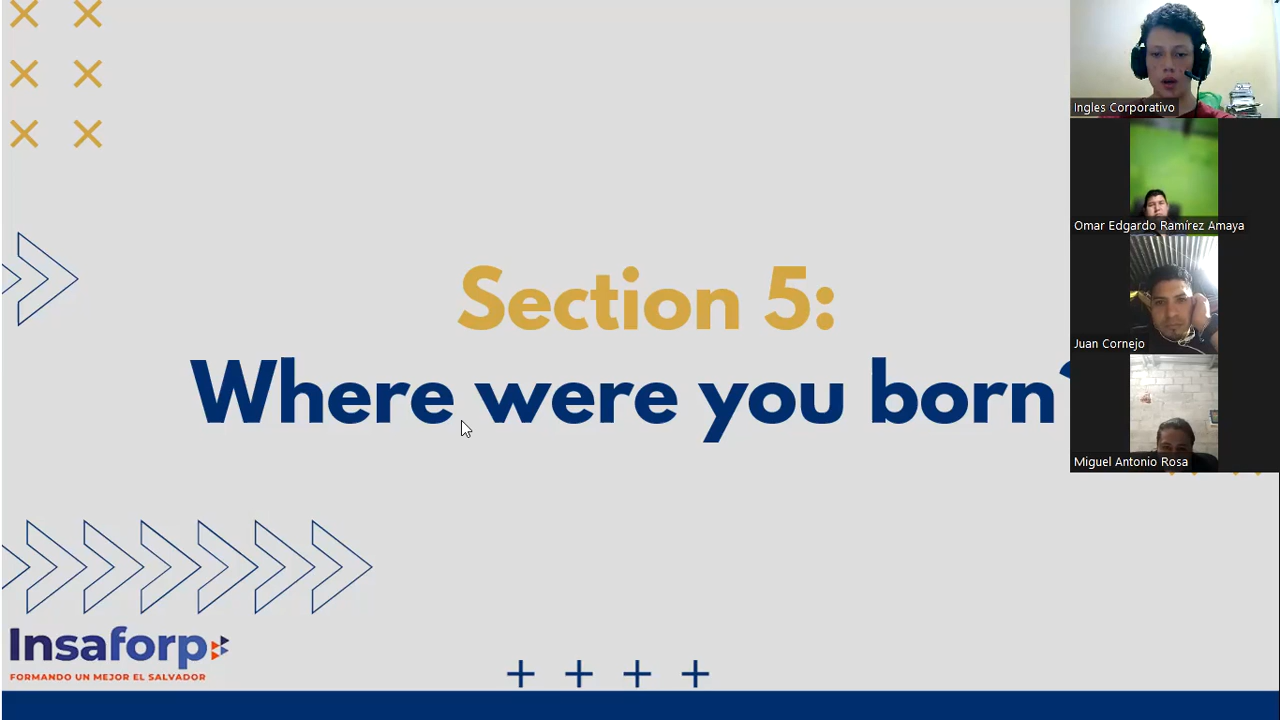 Section 5:
Where were you born?
Insaforp
FORMANDO UN MEJOR EL SALVADOR
Ingles Corporativo
Omar Edgardo Ramírez Amaya
Juan Cornejo
Miguel Antonio Rosa